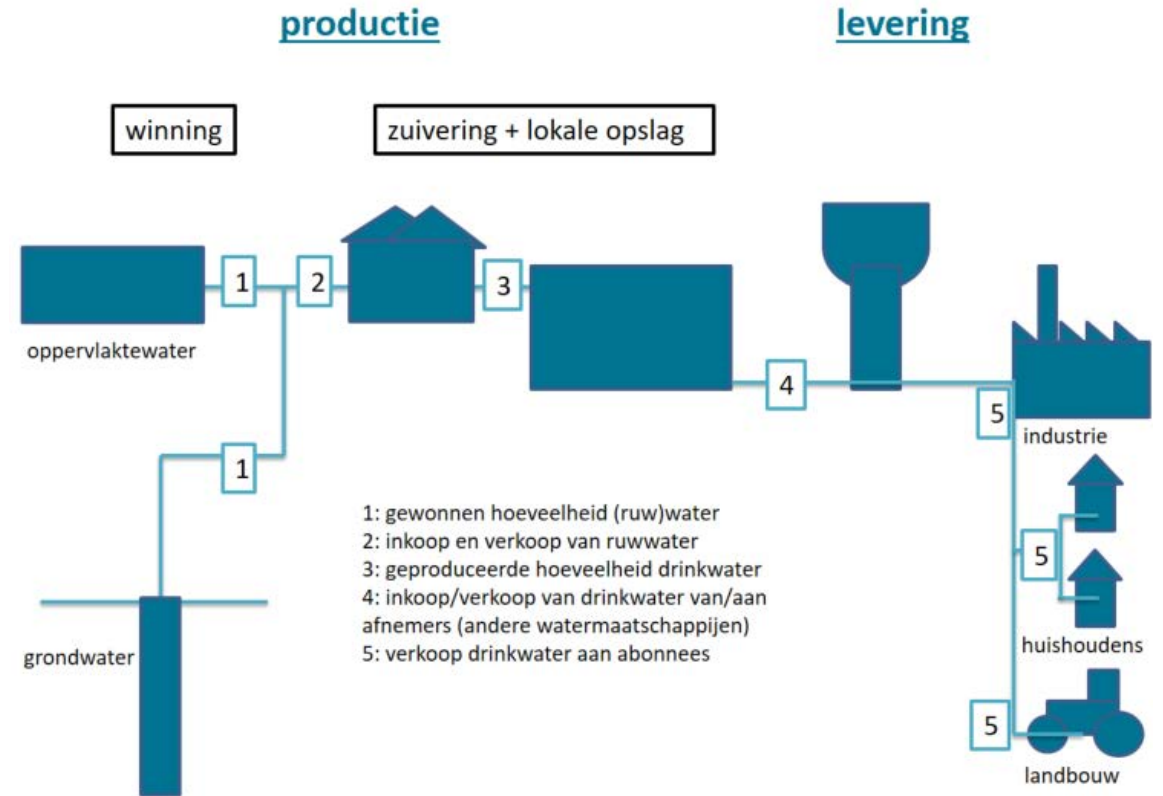 productie
levering
winning
zuivering + lokale opslag
1
2
3
oppervlaktewater
4
5
industrie
1
1: gewonnen hoeveelheid (ruw)water
2: inkoop en verkoop van ruwwater
3: geproduceerde hoeveelheid drinkwater
4: inkoop/verkoop van drinkwater van/aan
afnemers (andere watermaatschappijen)
5: verkoop drinkwater aan abonnees
5
grondwater
huishoudens
5
landbouw